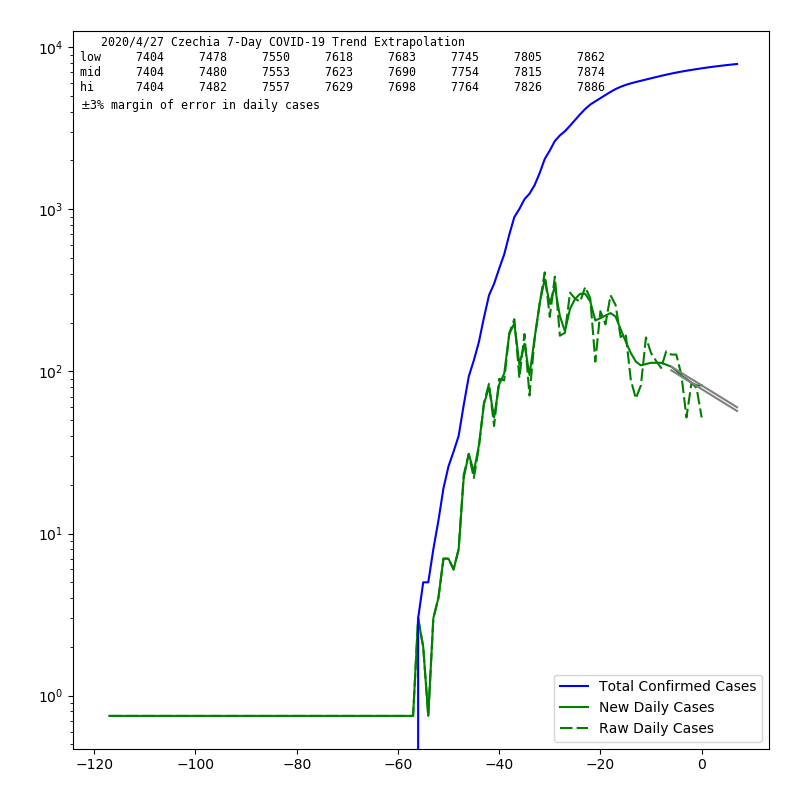 2020/4/27 Czechia 7-Day COVID-19 Trend Extrapolation
low 7404 7478 7550 7618 7683 7745 7805 7862
mid 7404 7480 7553 7623 7690 7754 7815 7874
hi 7404 7482 7557 7629 7698 7764 7826 7886
±3% margin of error in daily cases
10⁴
10³
10²
10¹
10⁰
Total Confirmed Cases
New Daily Cases
Raw Daily Cases
−120 −100 −80 −60 −40 −20 0